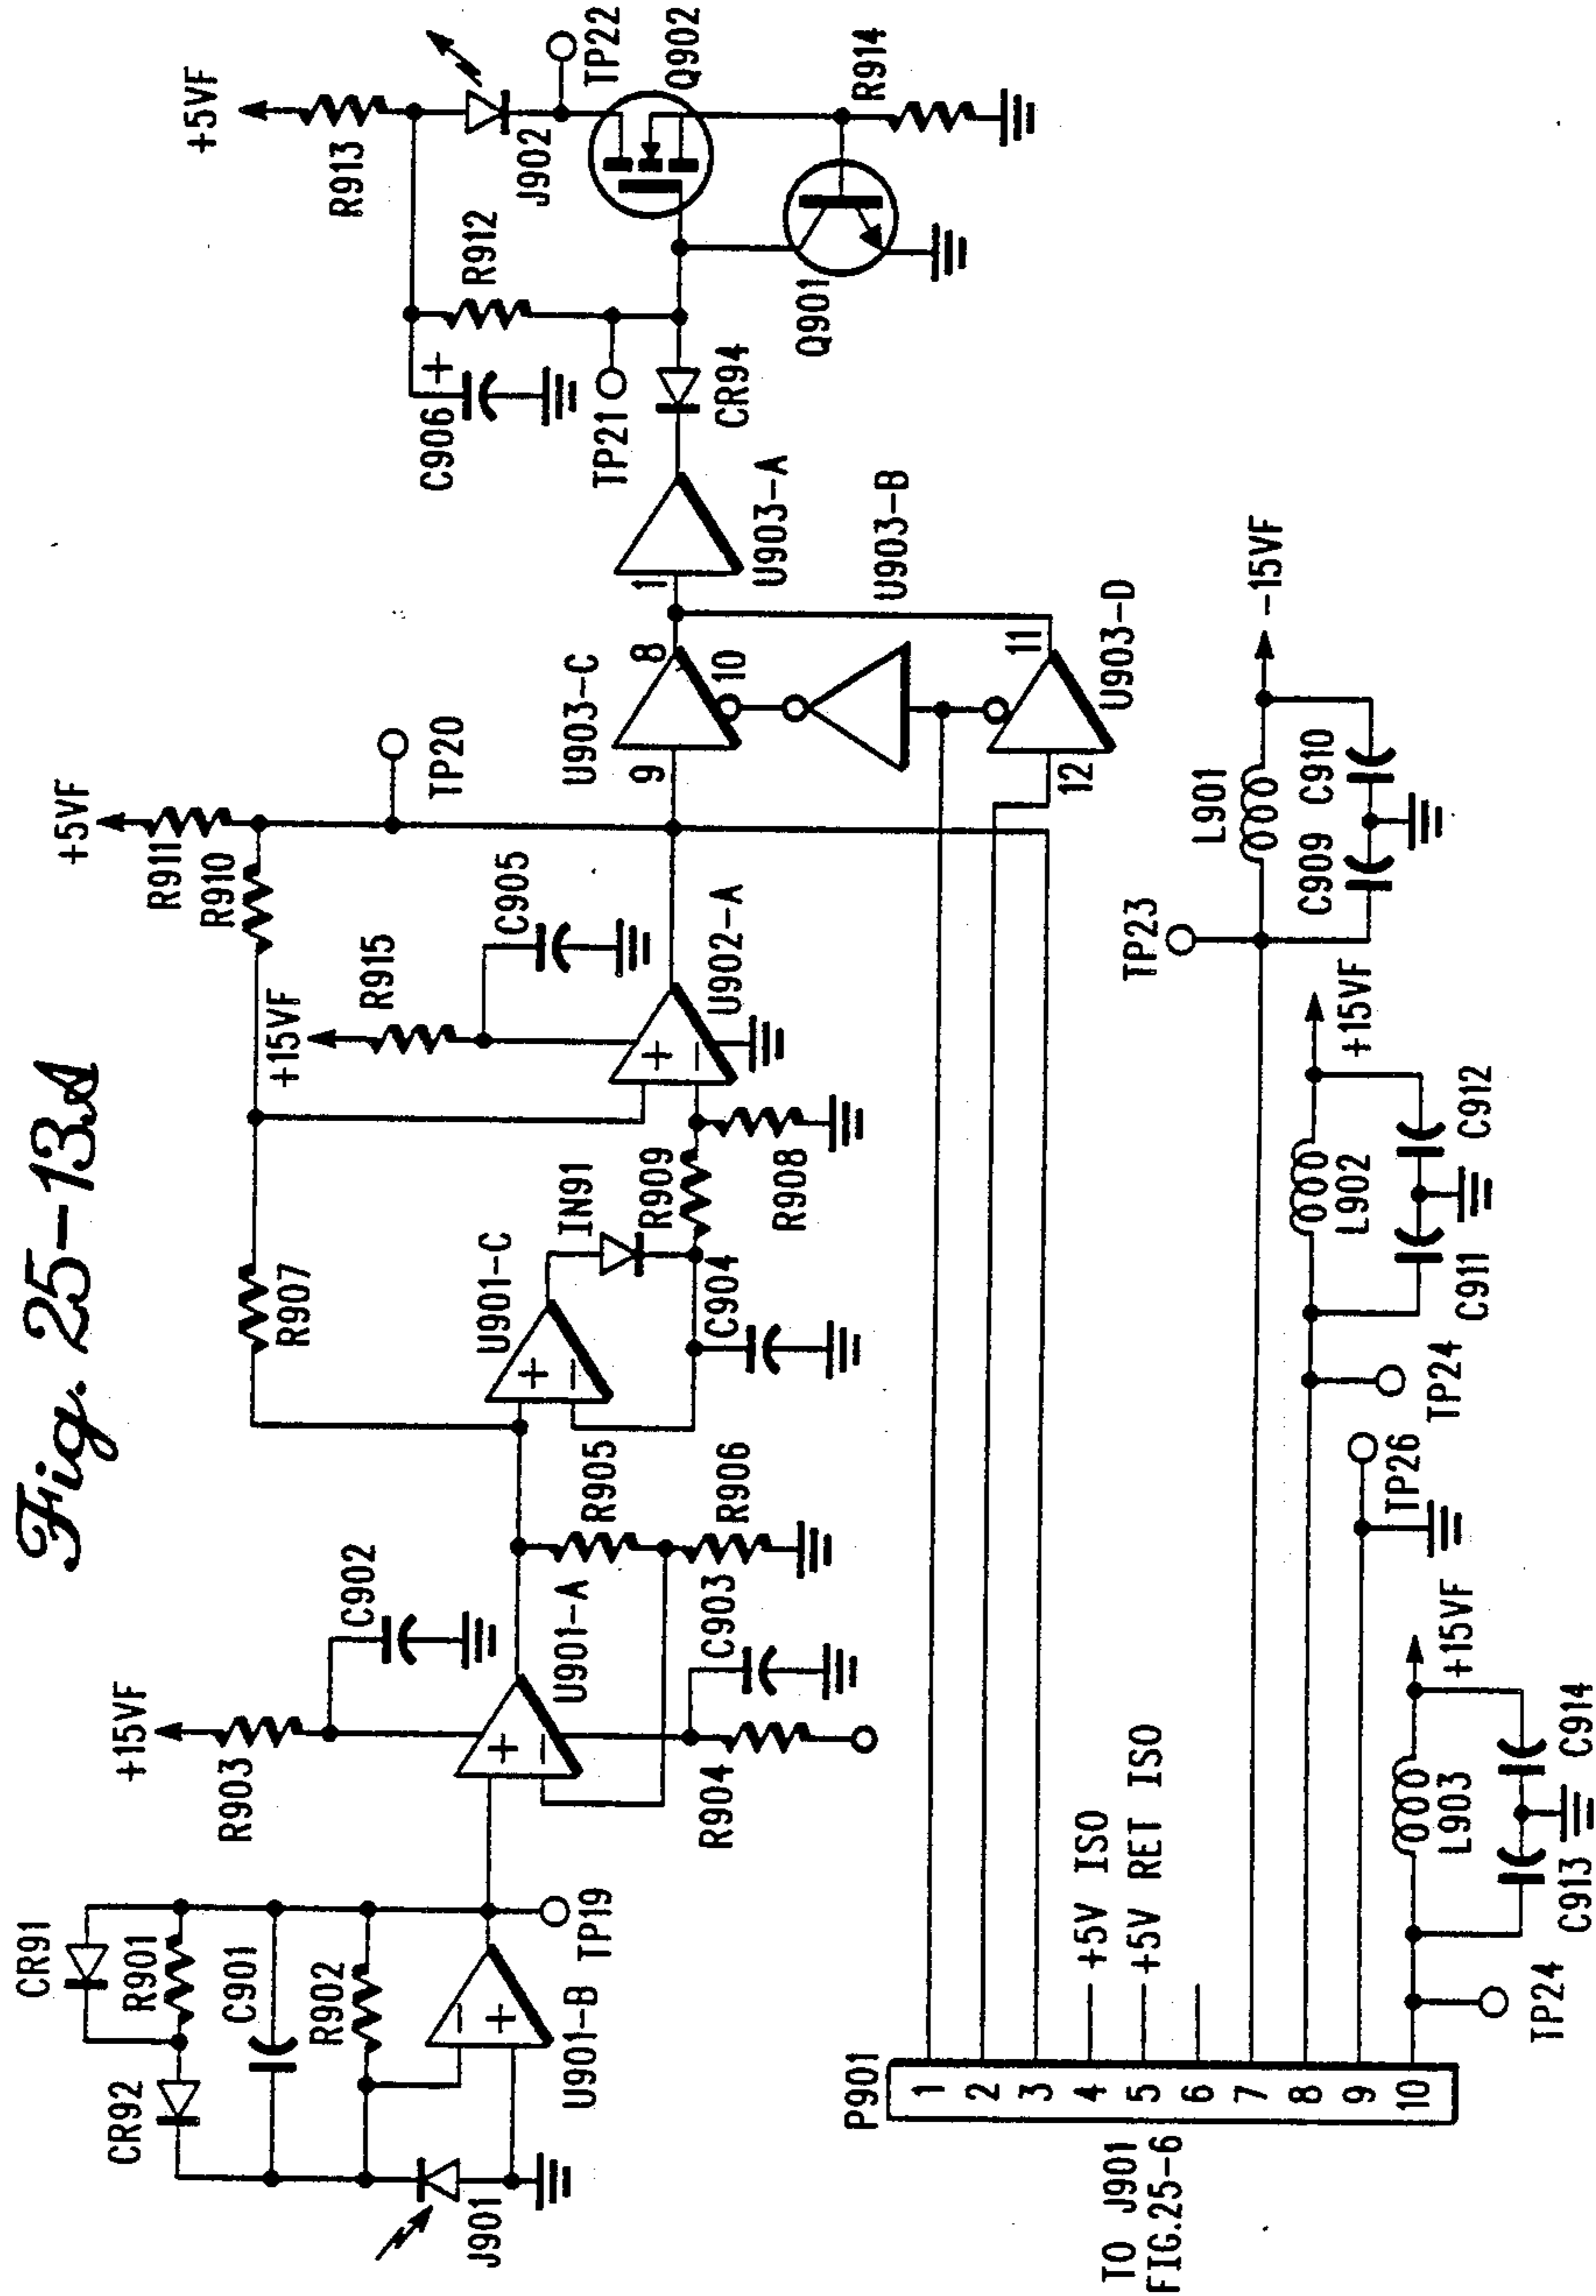 Fig. 25-13A
CR91
CR92
R901
C901
R902
U901-B
TP19
J901
+15VF
R903
C902
U901-A
R905
R906
C903
R904
R907
U901-C
IN91
R909
C904
R908
+15VF
R915
C905
U902-A
+5VF
R911
R910
TP20
U903-C
9
8
10
U903-B
U903-D
11
12
1
U903-A
CR94
TP21
C906
+
R912
+5VF
R913
J902
TP22
Q902
Q901
R914
P901
1
2
3
4
5
6
7
8
9
10
+5V ISO
+5V RET ISO
TO J901
FIG.25-6
TP24
L903
C913
C914
+15VF
TP26
TP24
L902
C911
C912
+15VF
TP23
L901
C909
C910
-15VF